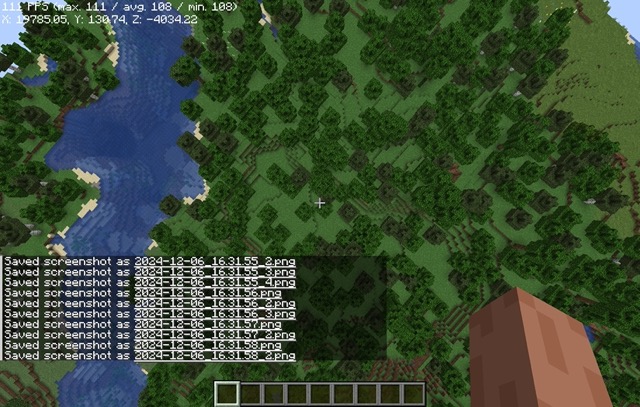 111 FPS (max. 111 / avg. 108 / min. 108)
X: 19785.05, Y: 130.74, Z: -4034.22
Saved screenshot as 2024-12-06_16.31.55_2.png
Saved screenshot as 2024-12-06_16.31.55_3.png
Saved screenshot as 2024-12-06_16.31.55_4.png
Saved screenshot as 2024-12-06_16.31.56.png
Saved screenshot as 2024-12-06_16.31.56_2.png
Saved screenshot as 2024-12-06_16.31.56_3.png
Saved screenshot as 2024-12-06_16.31.57.png
Saved screenshot as 2024-12-06_16.31.57_2.png
Saved screenshot as 2024-12-06_16.31.58.png
Saved screenshot as 2024-12-06_16.31.58_2.png